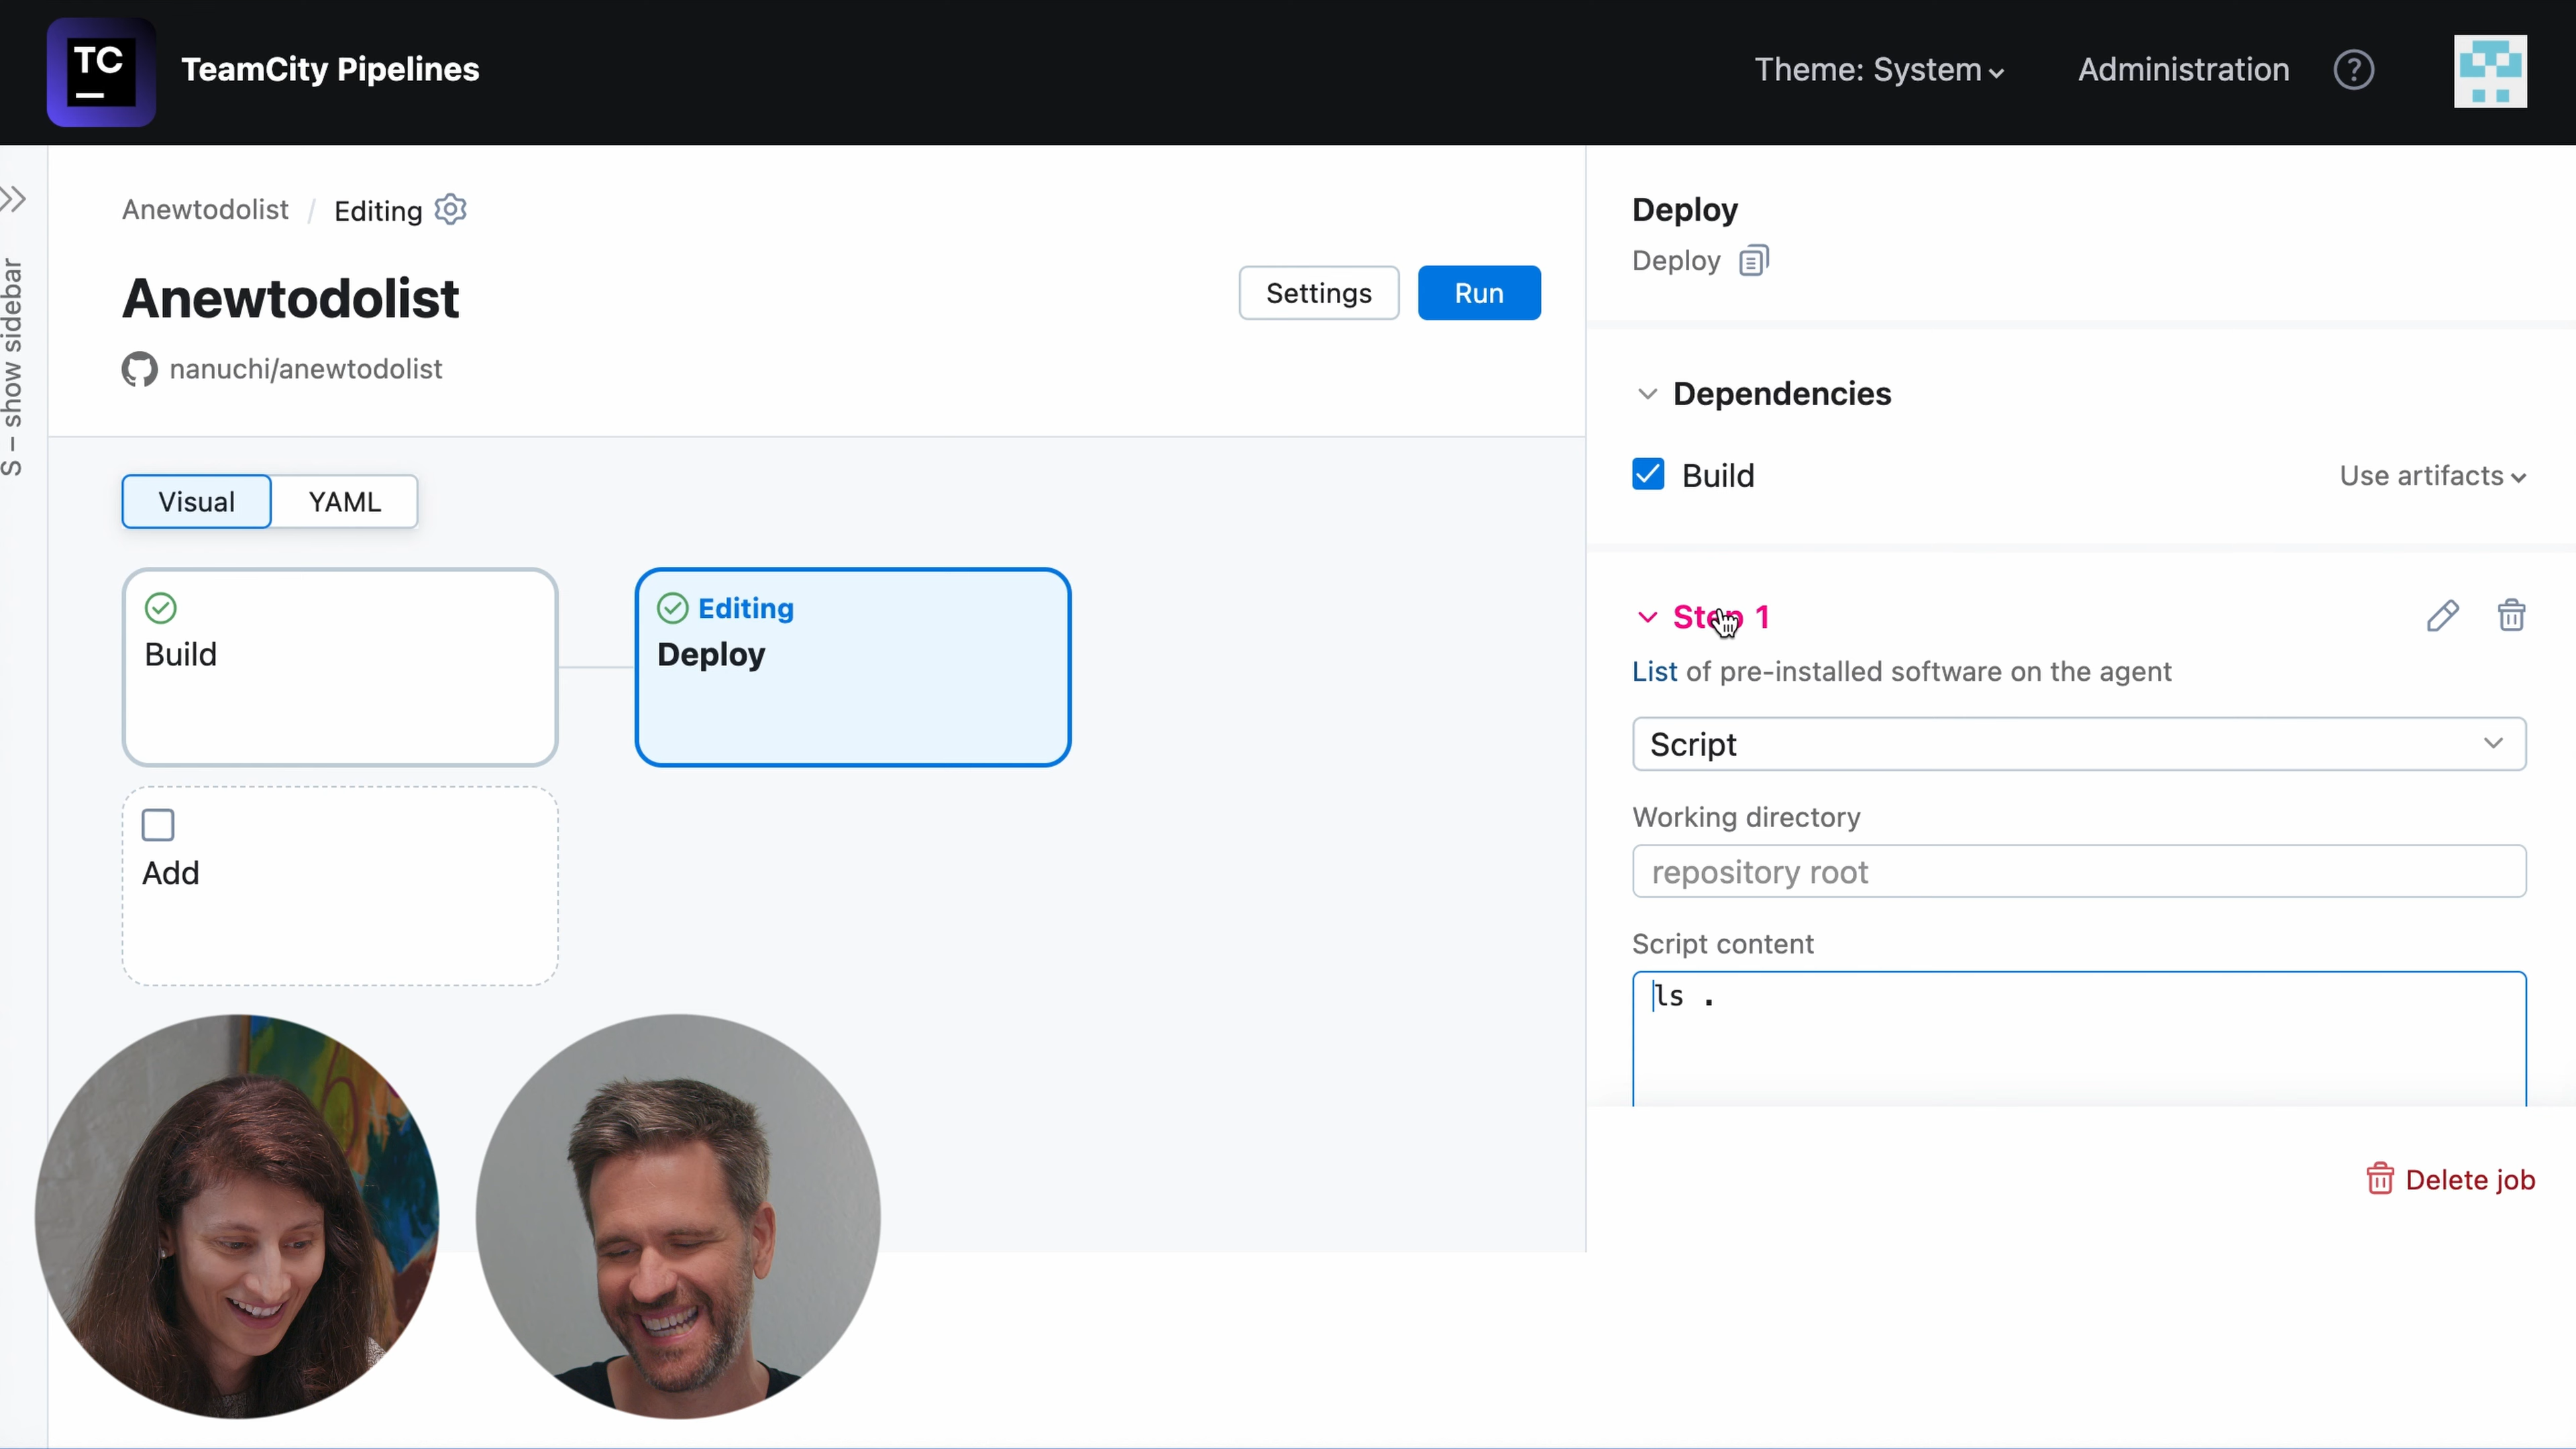 TC
TeamCity Pipelines
Theme: System
Administration
?
S – show sidebar
Anewtodolist / Editing
Anewtodolist
Settings
Run
nanuchi/anewtodolist
Visual
YAML
Build
Editing
Deploy
Add
Deploy
Deploy
Dependencies
Build
Use artifacts
Step 1
List of pre-installed software on the agent
Script
Working directory
repository root
Script content
ls .
Delete job